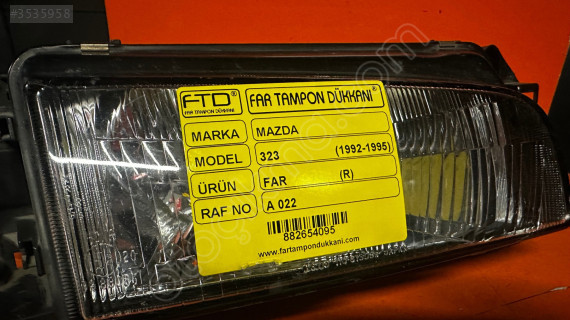 #3535958
FTD® FAR TAMPON DÜKKANI®
FAR TAMPON DÜKKANI
MARKA MAZDA
MODEL 323 (1992-1995)
ÜRÜN FAR (R)
RAF NO A 022
882654095
www.fartampondukkani.com